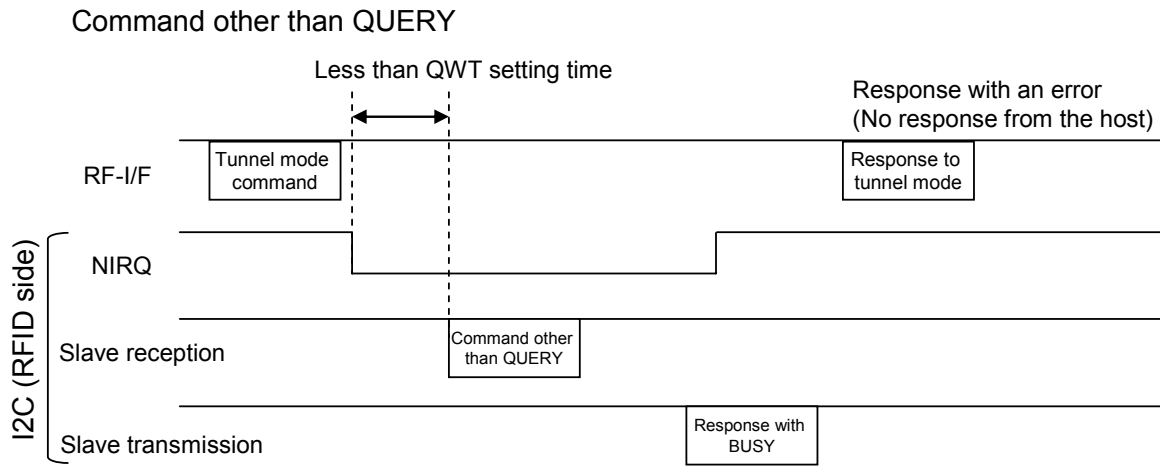 Command other than QUERY
Less than QWT setting time
Response with an error
(No response from the host)
RF-I/F
Tunnel mode
command
Response to
tunnel mode
I2C (RFID side)
NIRQ
Slave reception
Command other
than QUERY
Slave transmission
Response with
BUSY